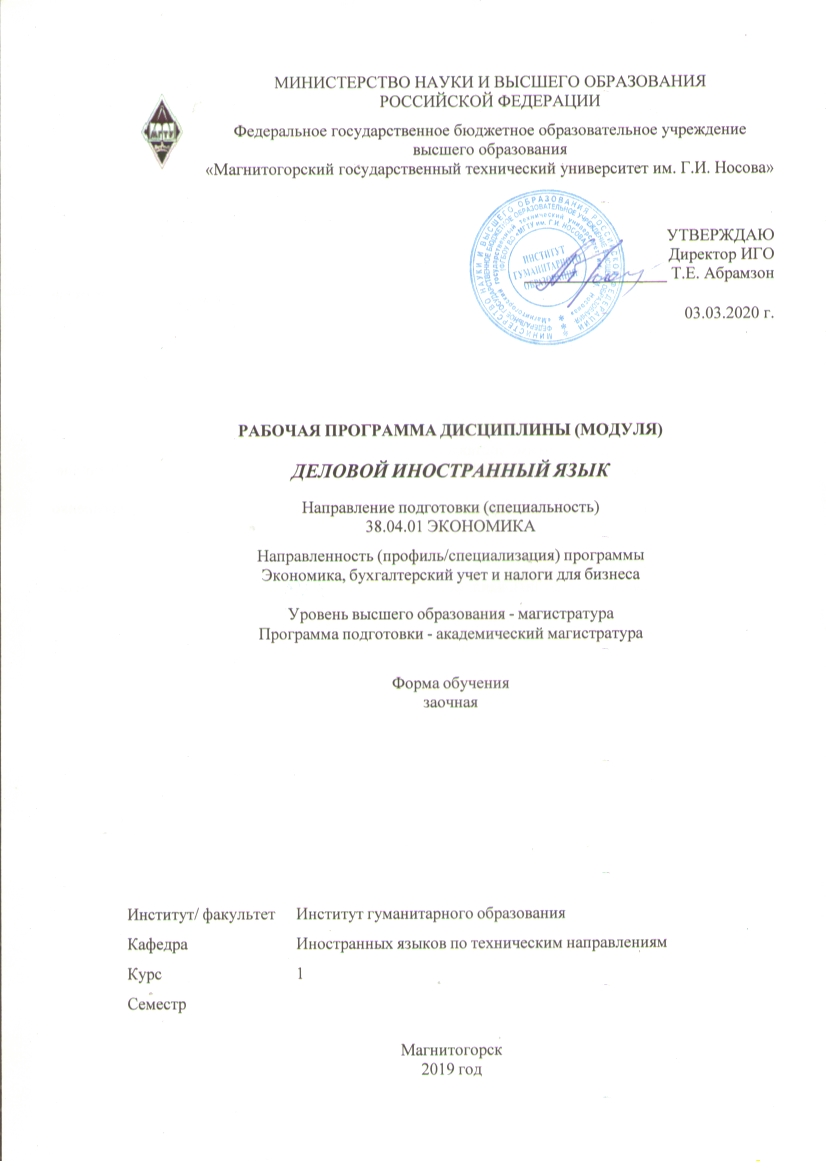 МИНИСТЕРСТВО НАУКИ И ВЫСШЕГО ОБРАЗОВАНИЯ
РОССИЙСКОЙ ФЕДЕРАЦИИ
Федеральное государственное бюджетное образовательное учреждение
высшего образования
«Магнитогорский государственный технический университет им. Г.И. Носова»
УТВЕРЖДАЮ
Директор ИГО
Т.Е. Абрамзон
03.03.2020 г.
ИНСТИТУТ
ГУМАНИТАРНОГО
ОБРАЗОВАНИЯ
РАБОЧАЯ ПРОГРАММА ДИСЦИПЛИНЫ (МОДУЛЯ)
ДЕЛОВОЙ ИНОСТРАННЫЙ ЯЗЫК
Направление подготовки (специальность)
38.04.01 ЭКОНОМИКА
Направленность (профиль/специализация) программы
Экономика, бухгалтерский учет и налоги для бизнеса
Уровень высшего образования - магистратура
Программа подготовки - академический магистратура
Форма обучения
заочная
Институт/ факультет Институт гуманитарного образования
Кафедра Иностранных языков по техническим направлениям
Курс 1
Семестр
Магнитогорск
2019 год